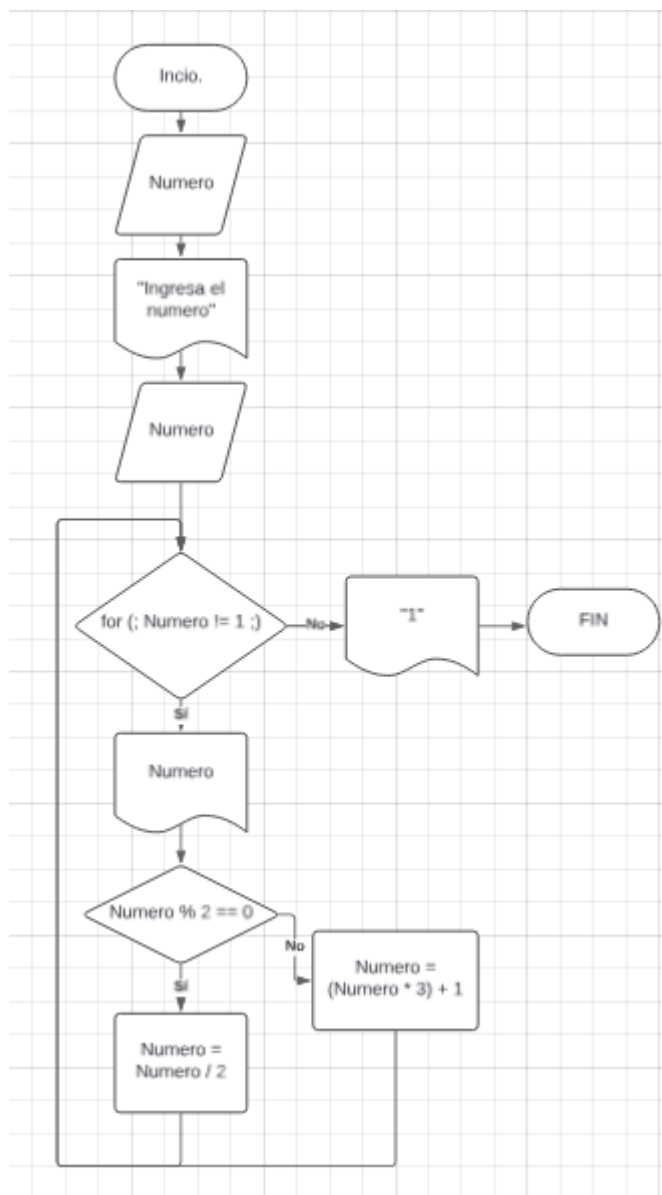 Incio.
Numero
"Ingresa el
numero"
Numero
for (; Numero != 1 ;)
No
"1"
FIN
Sí
Numero
Numero % 2 == 0
No
Numero =
(Numero * 3) + 1
Sí
Numero =
Numero / 2